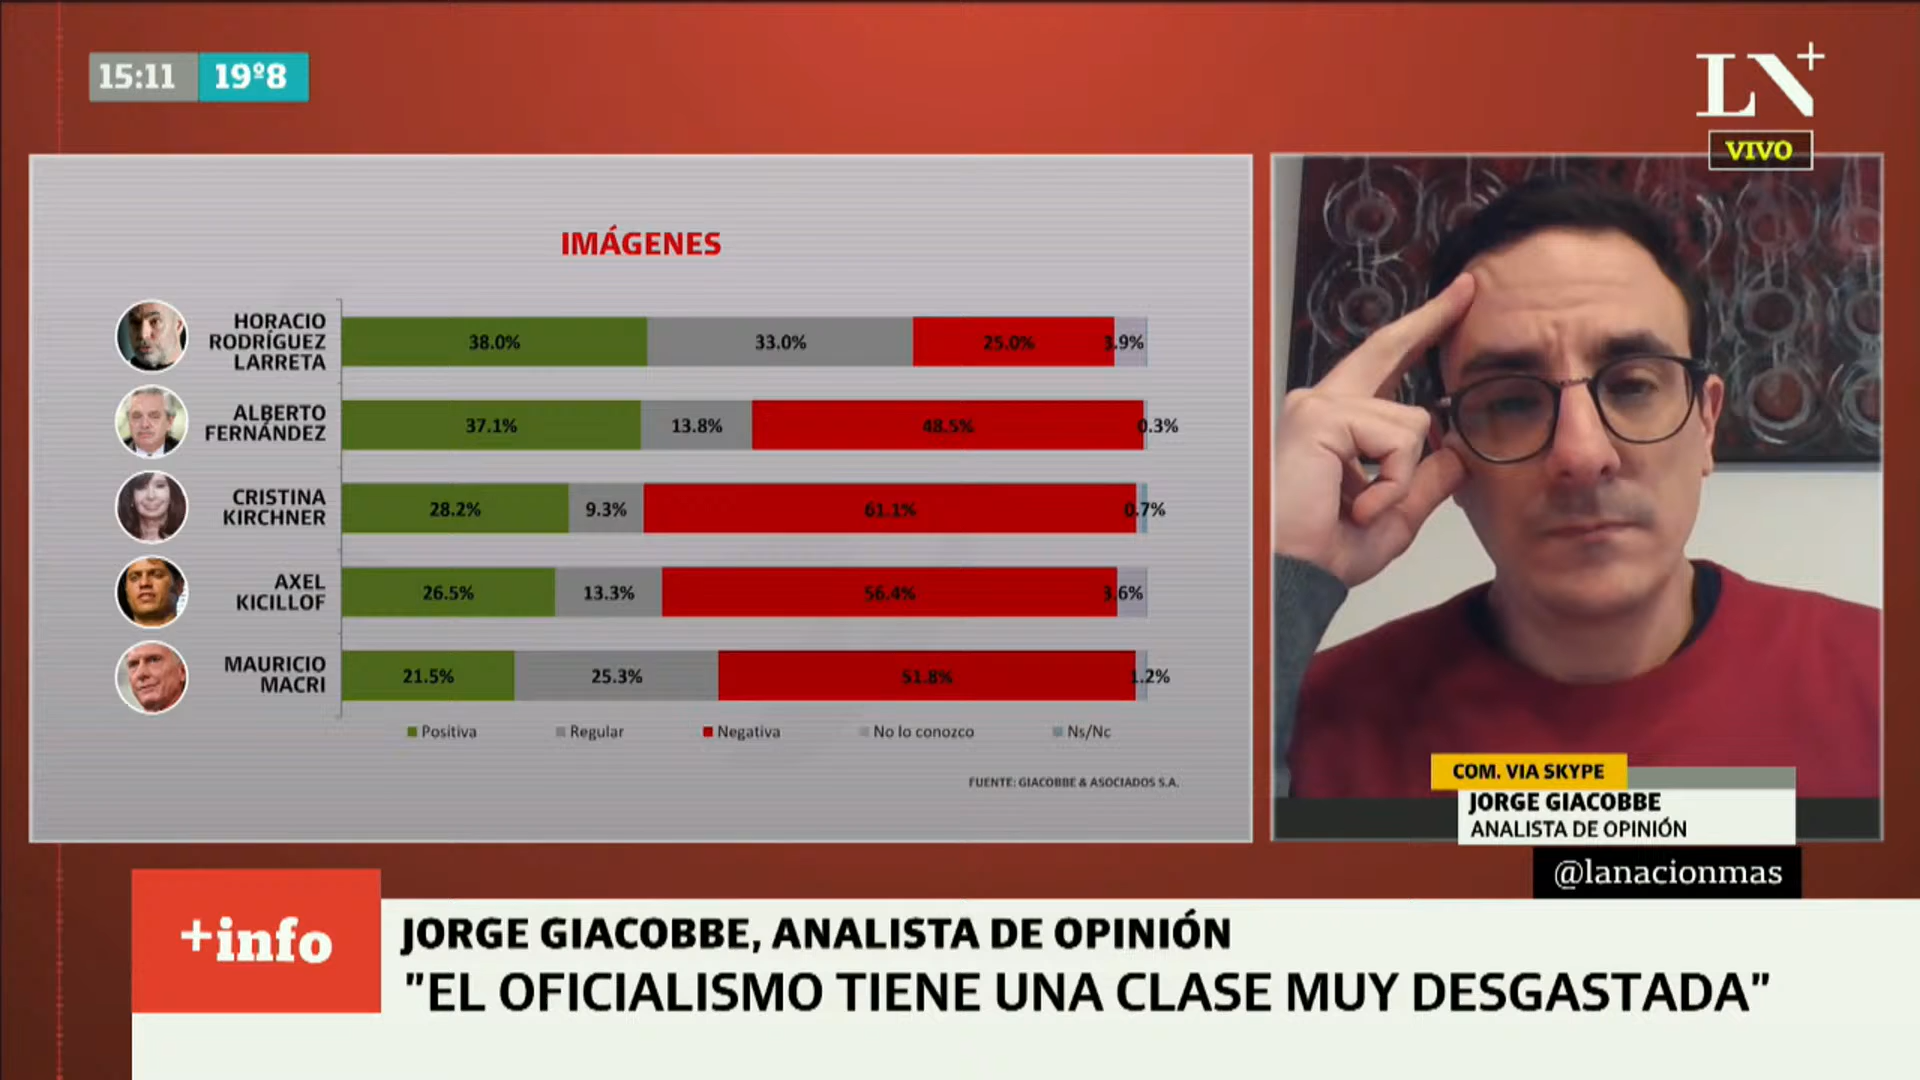 15:11 19º8
LN+
VIVO
IMÁGENES
HORACIO
RODRÍGUEZ
LARRETA
38.0% 33.0% 25.0% 3.9%
ALBERTO
FERNÁNDEZ
37.1% 13.8% 48.5% 0.3%
CRISTINA
KIRCHNER
28.2% 9.3% 61.1% 0.7%
AXEL
KICILLOF
26.5% 13.3% 56.4% 3.6%
MAURICIO
MACRI
21.5% 25.3% 51.8% 1.2%
Positiva Regular Negativa No lo conozco Ns/Nc
FUENTE: GIACOBBE & ASOCIADOS S.A.
COM. VIA SKYPE
JORGE GIACOBBE
ANALISTA DE OPINIÓN
@lanacionmas
+info
JORGE GIACOBBE, ANALISTA DE OPINIÓN
"EL OFICIALISMO TIENE UNA CLASE MUY DESGASTADA"